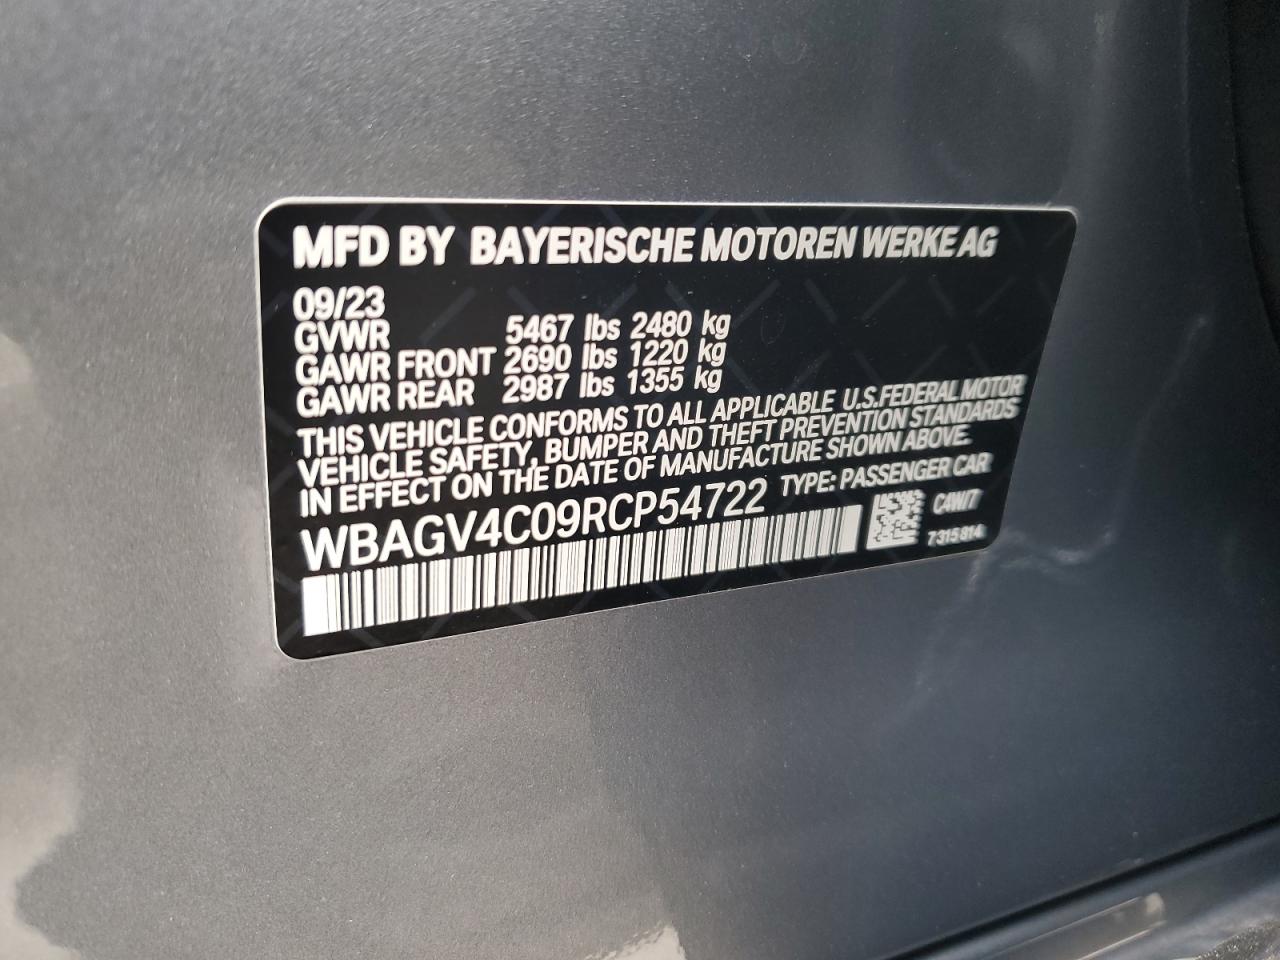 MFD BY BAYERISCHE MOTOREN WERKE AG
09/23
GVWR 5467 lbs 2480 kg
GAWR FRONT 2690 lbs 1220 kg
GAWR REAR 2987 lbs 1355 kg
THIS VEHICLE CONFORMS TO ALL APPLICABLE U.S.FEDERAL MOTOR
VEHICLE SAFETY, BUMPER AND THEFT PREVENTION STANDARDS
IN EFFECT ON THE DATE OF MANUFACTURE SHOWN ABOVE.
WBAGV4C09RCP54722 TYPE: PASSENGER CAR
7315814